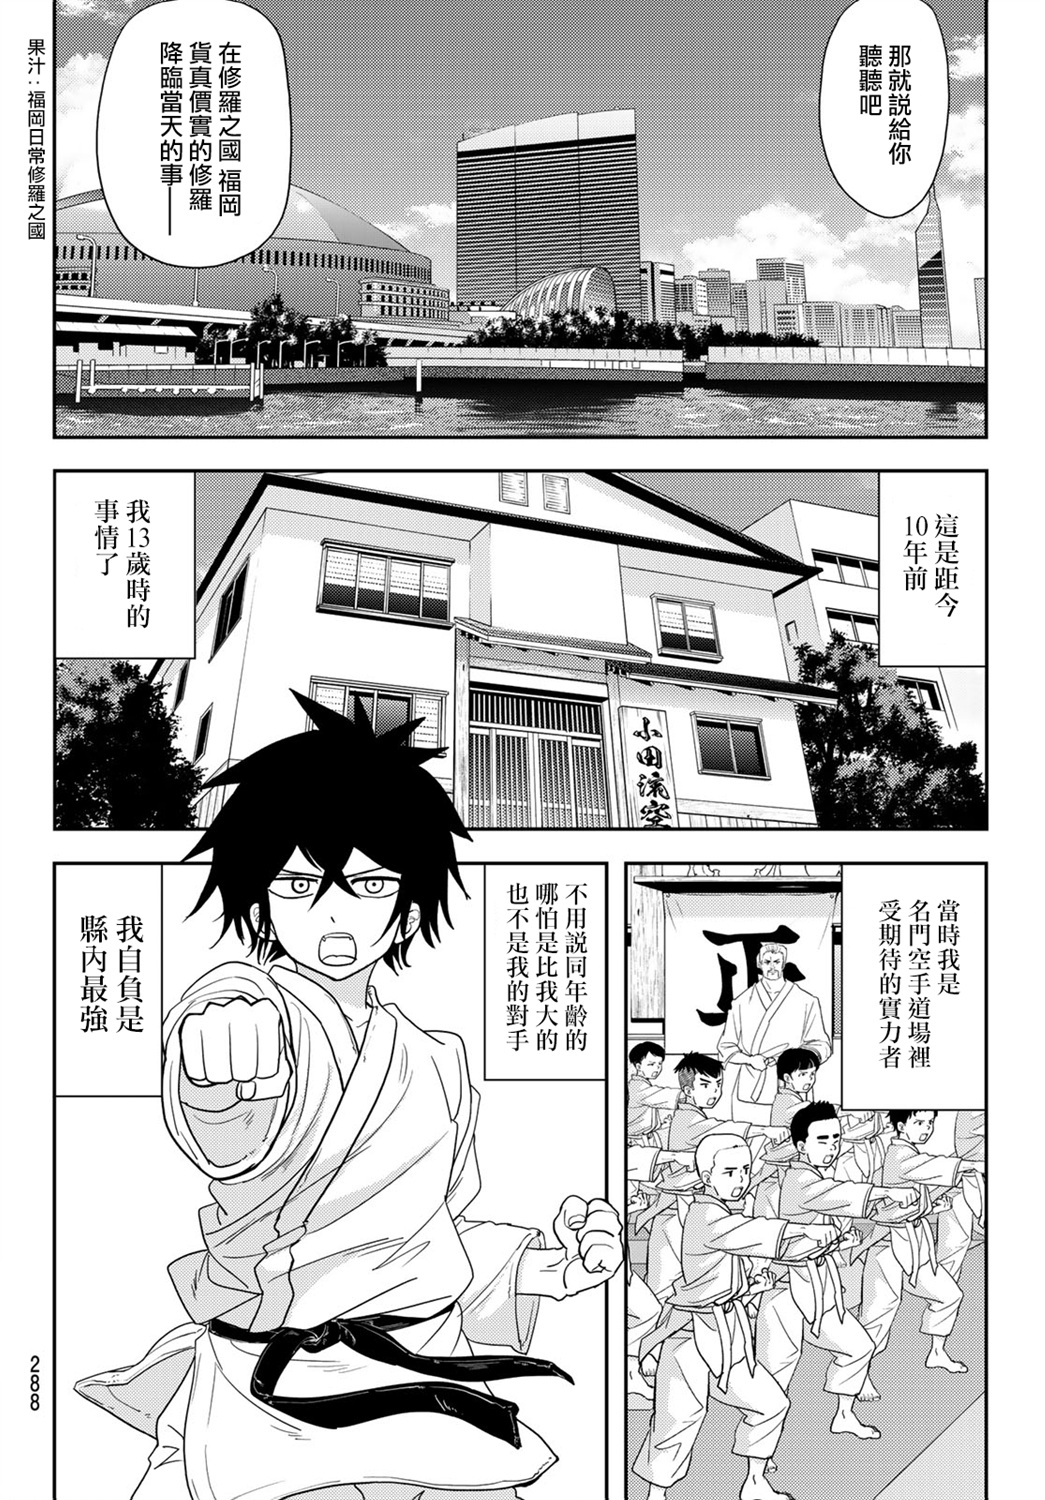 那就説給你
聽聽吧
在修羅之國 福岡
貨真價實的修羅
降臨當天的事——
果汁：福岡日常修羅之國
這是距今
10年前
我13歲時的
事情了
小田流空
當時我是
名門空手道場裡
受期待的實力者
正
不用説同年齡的
哪怕是比我大的
也不是我的對手
我自負是
縣內最強
288